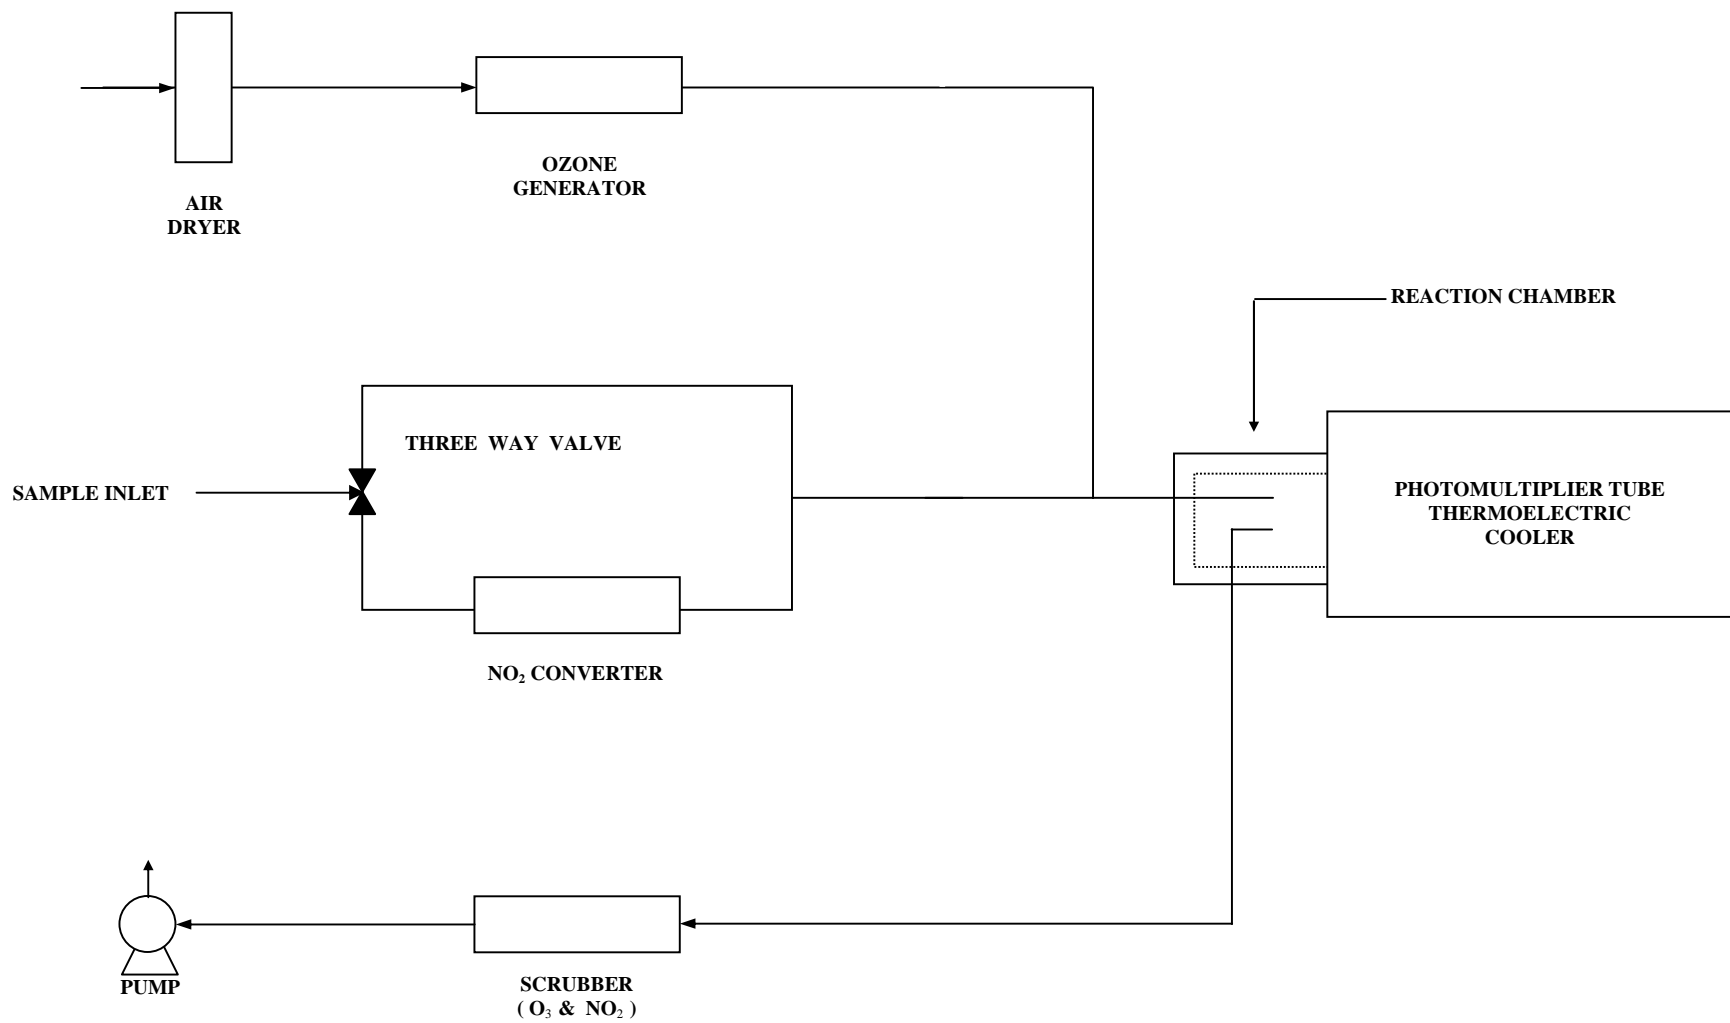 OZONE
GENERATOR
AIR
DRYER
REACTION CHAMBER
THREE WAY VALVE
SAMPLE INLET
PHOTOMULTIPLIER TUBE
THERMOELECTRIC
COOLER
NO₂ CONVERTER
PUMP
SCRUBBER
( O₃ & NO₂ )